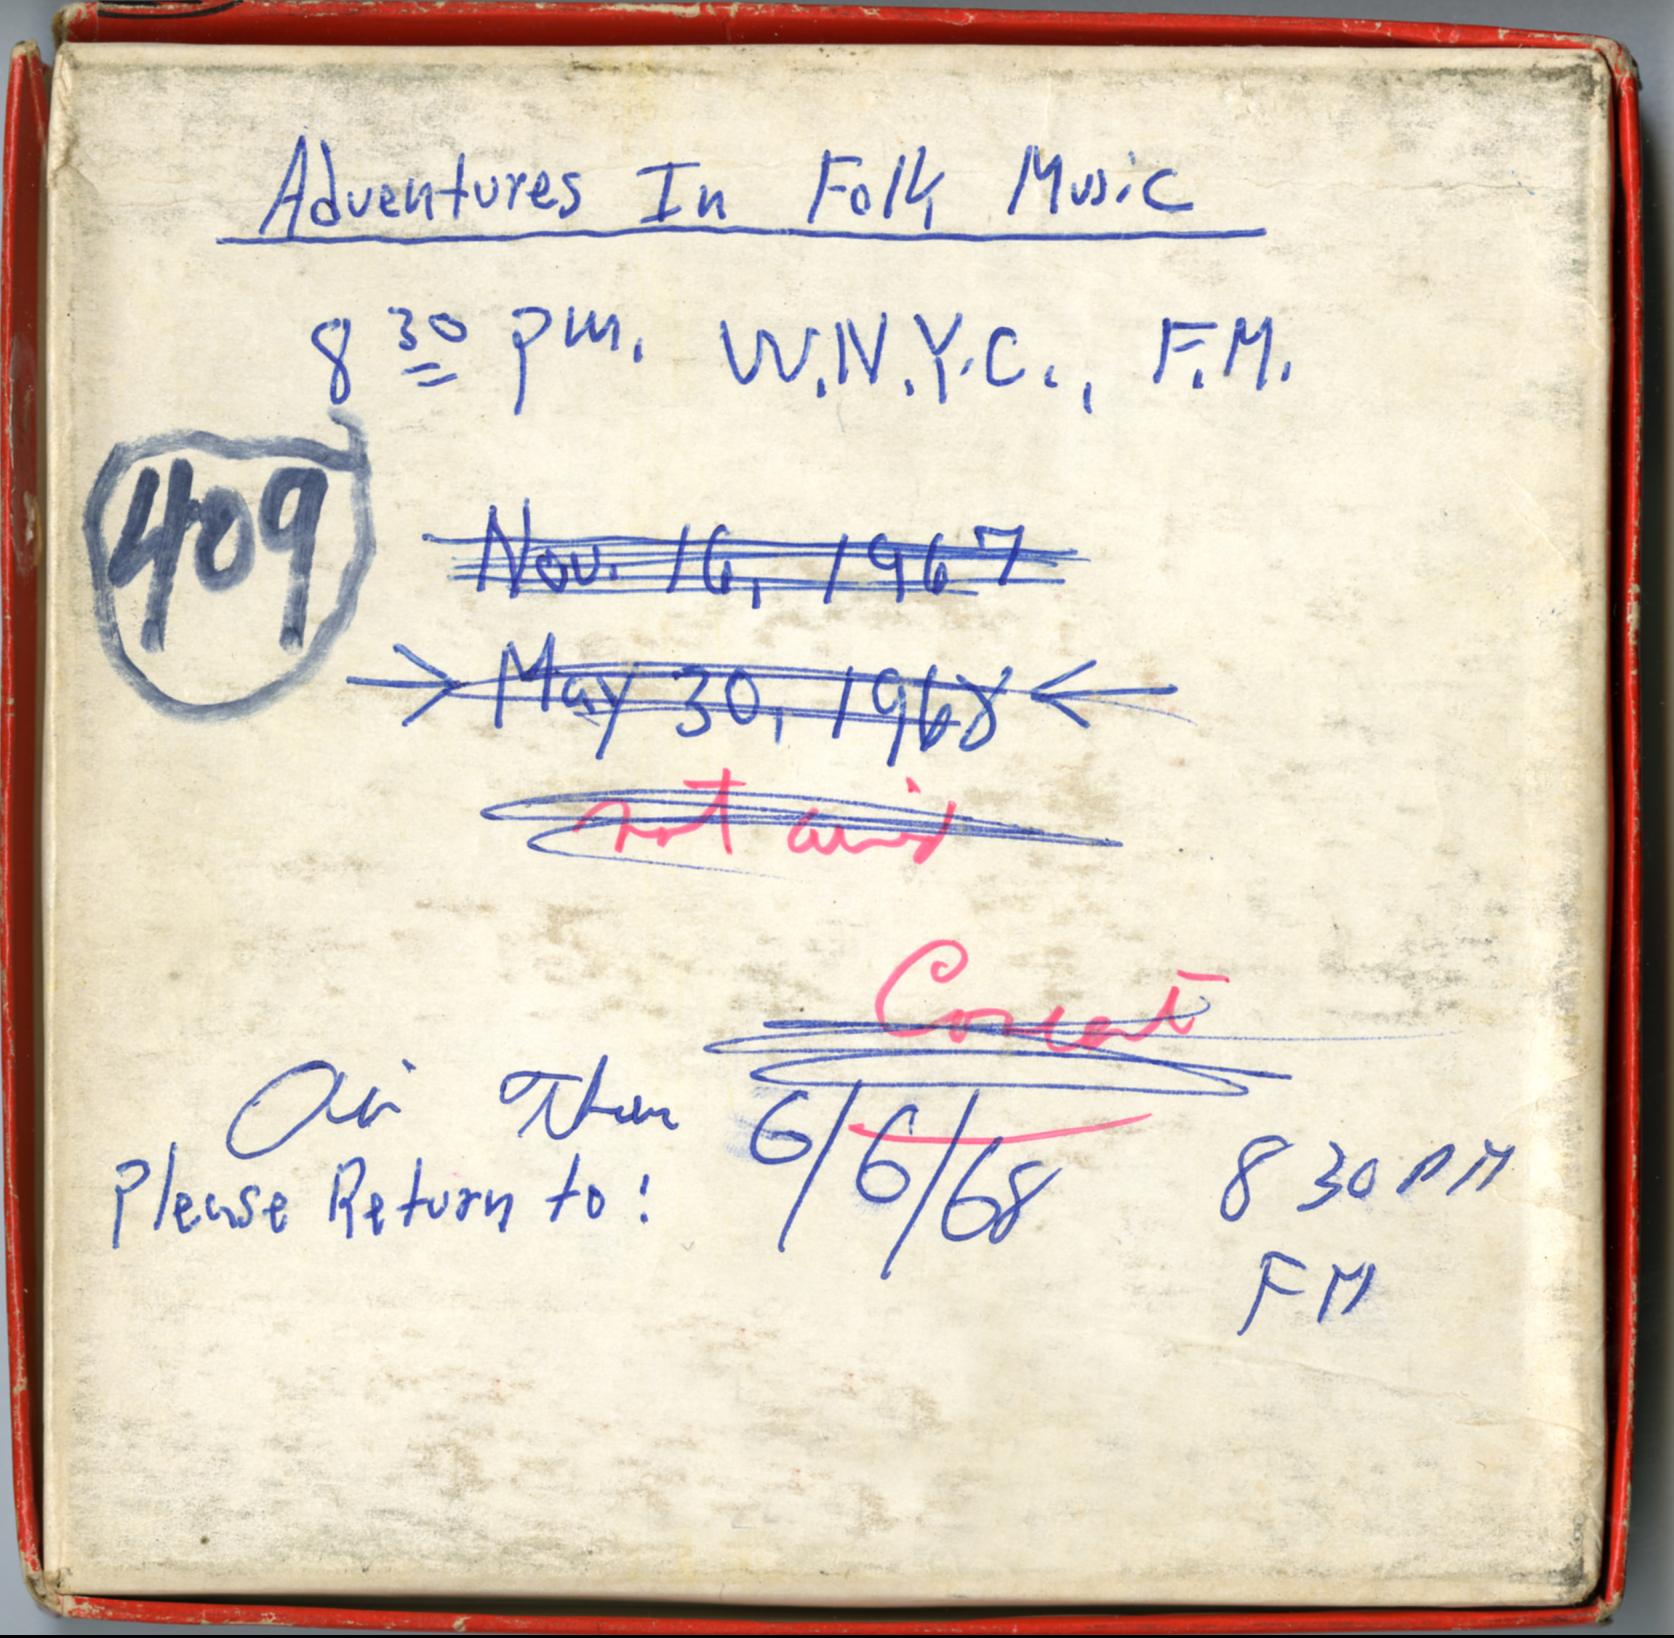 Adventures In Folk Music
8 30 pm. W.N.Y.C., F.M.
409
Nov. 16, 1967
May 30, 1968
not aired
Air Thur 6/6/68 8 30 PM
FM
Please Return to: